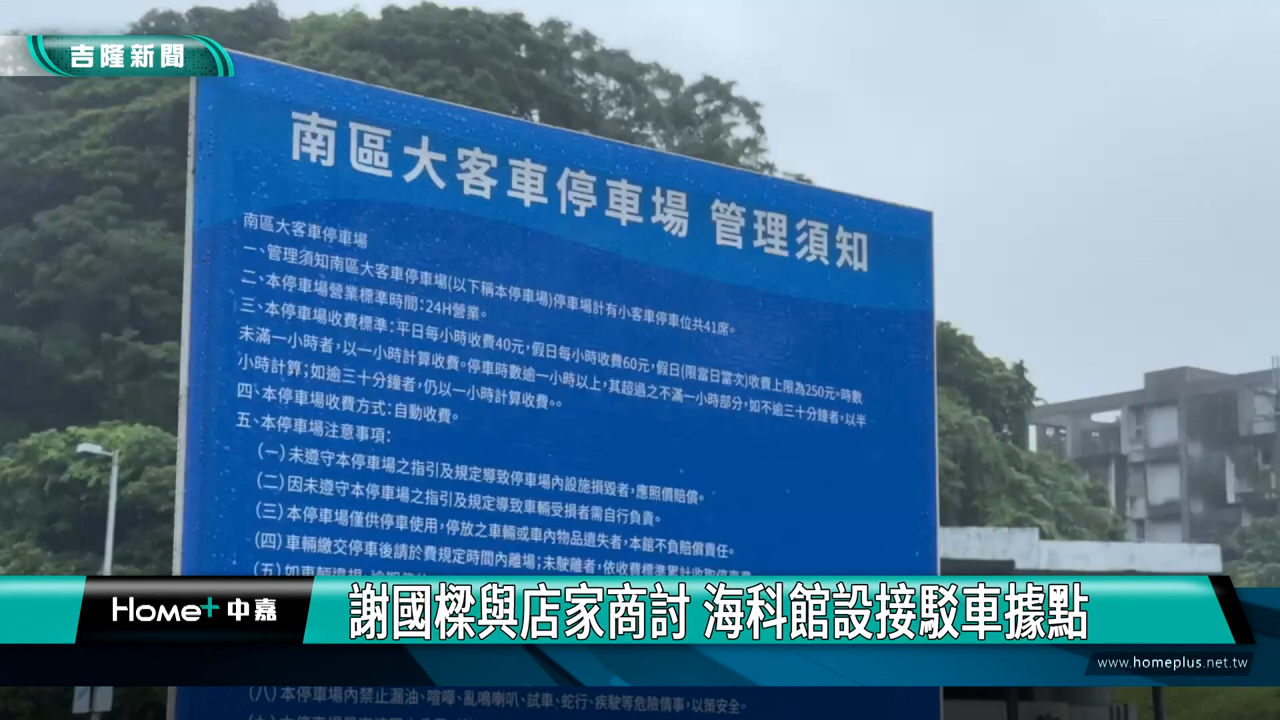 吉隆新聞
南區大客車停車場 管理須知
南區大客車停車場
一、管理須知南區大客車停車場(以下稱本停車場)停車場計有小客車停車位共41席。
二、本停車場營業標準時間：24H營業。
三、本停車場收費標準：平日每小時收費40元，假日每小時收費60元，假日(限當日當次)收費上限為250元。時數
未滿一小時者，以一小時計算收費。停車時數逾一小時以上，其超過之不滿一小時部分，如不逾三十分鐘者，以半
小時計算；如逾三十分鐘者，仍以一小時計算收費。。
四、本停車場收費方式：自動收費。
五、本停車場注意事項：
(一)未遵守本停車場之指引及規定導致停車場內設施損毀者，應照價賠償。
(二)因未遵守本停車場之指引及規定導致車輛受損者需自行負責。
(三)本停車場僅供停車使用，停放之車輛或車內物品遺失者，本館不負賠償責任。
(四)車輛繳交停車後請於費規定時間內離場；未駛離者，依收費標準累計收取停車費
Home+ 中嘉
謝國樑與店家商討 海科館設接駁車據點
www.homeplus.net.tw
(八)本停車場內禁止漏油、喧嘩、亂鳴喇叭、試車、蛇行、疾駛等危險情事，以策安全。